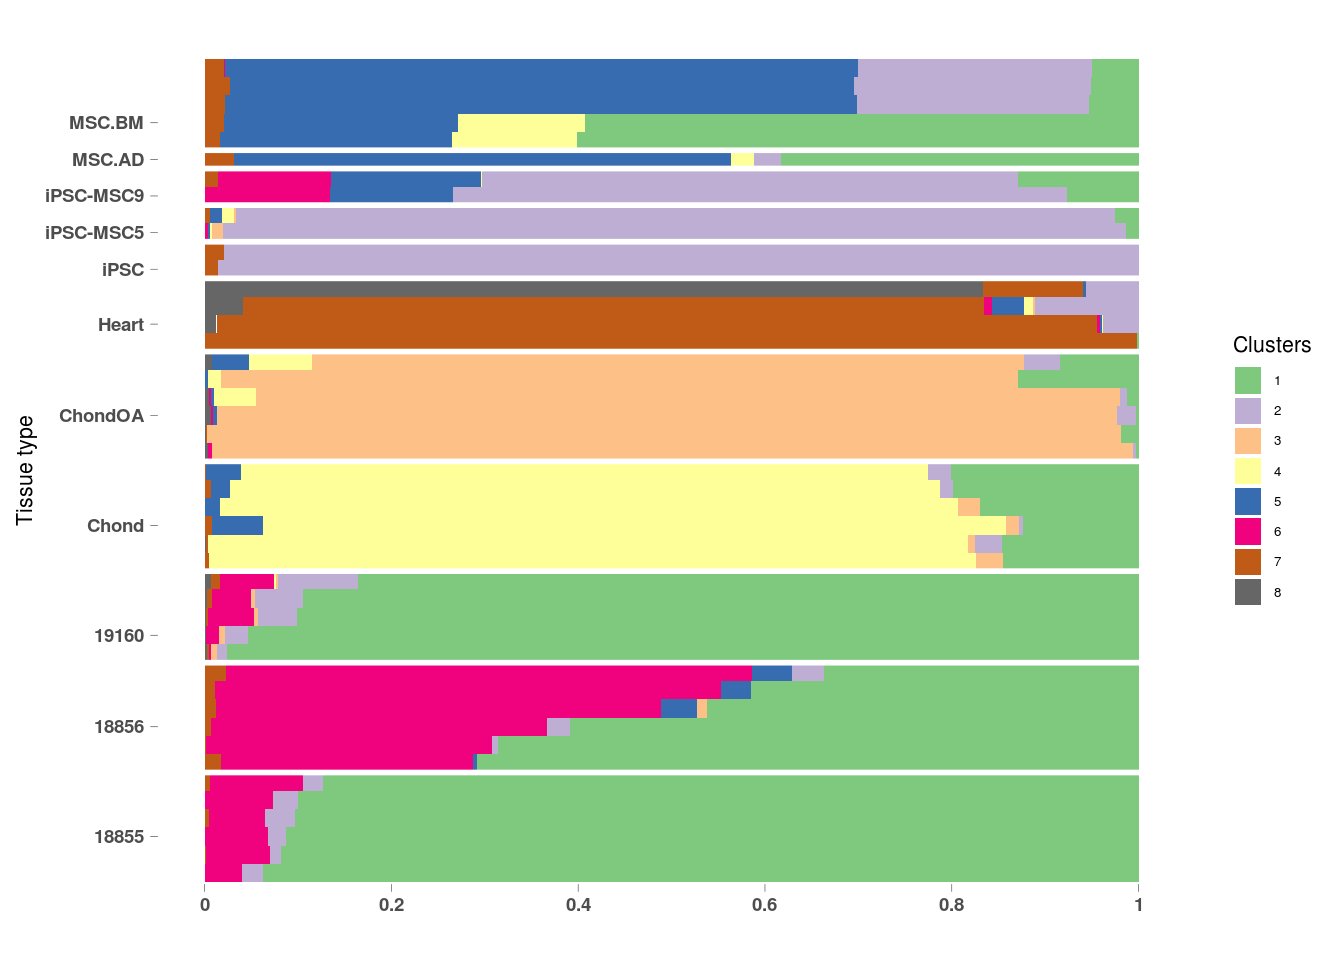 MSC.BM
MSC.AD
iPSC-MSC9
iPSC-MSC5
iPSC
Heart
ChondOA
Chond
19160
18856
18855
Tissue type
0 0.2 0.4 0.6 0.8 1
Clusters
1
2
3
4
5
6
7
8